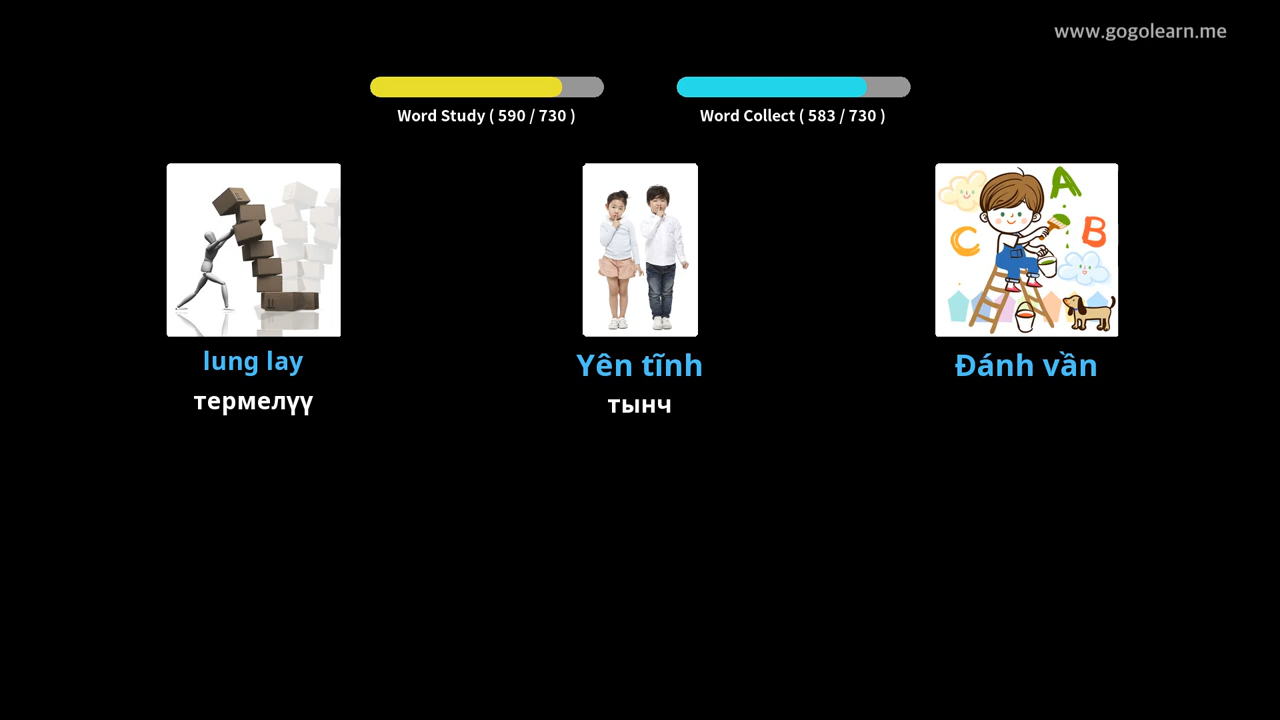 www.gogolearn.me
Word Study ( 590 / 730 )
Word Collect ( 583 / 730 )
A
B
C
lung lay
термелүү
Yên tĩnh
тынч
Đánh vần